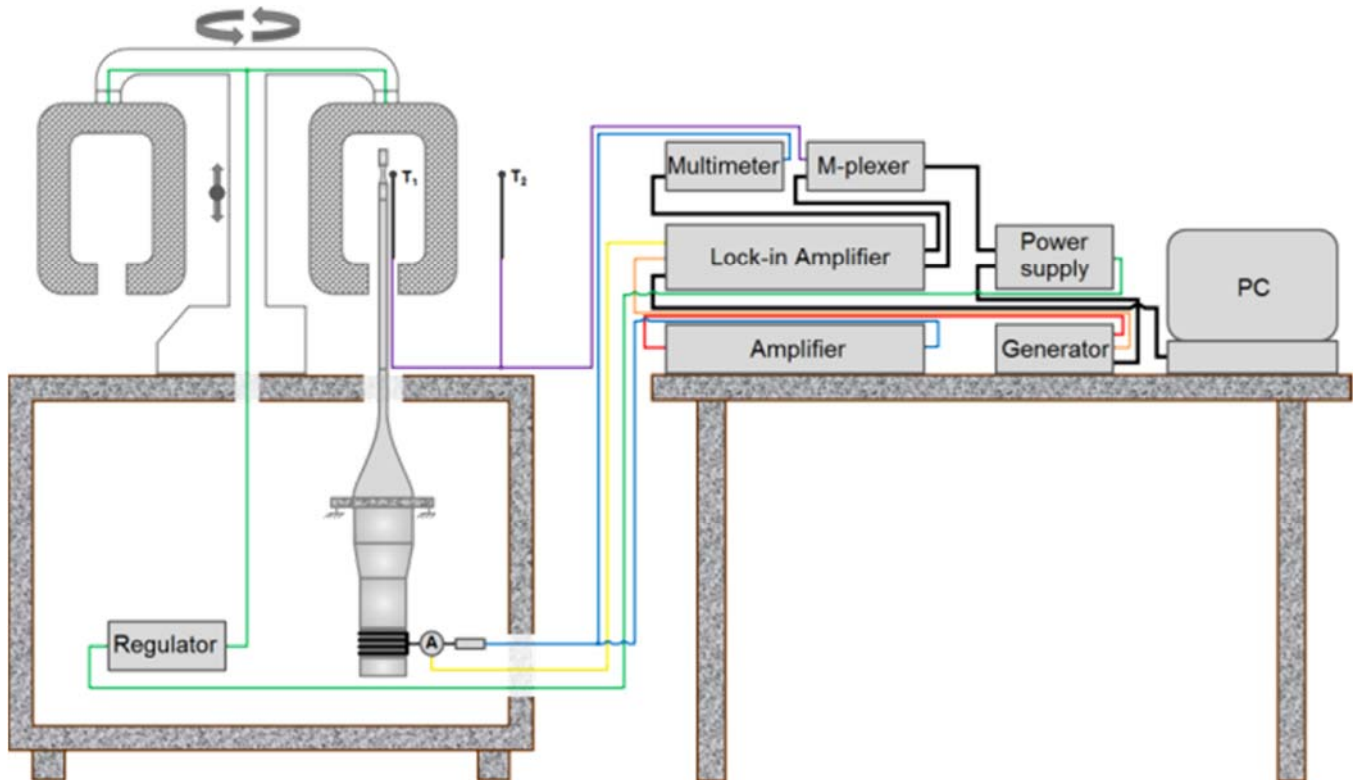 T1
T2
Multimeter
M-plexer
Lock-in Amplifier
Power
supply
PC
Amplifier
Generator
Regulator
A